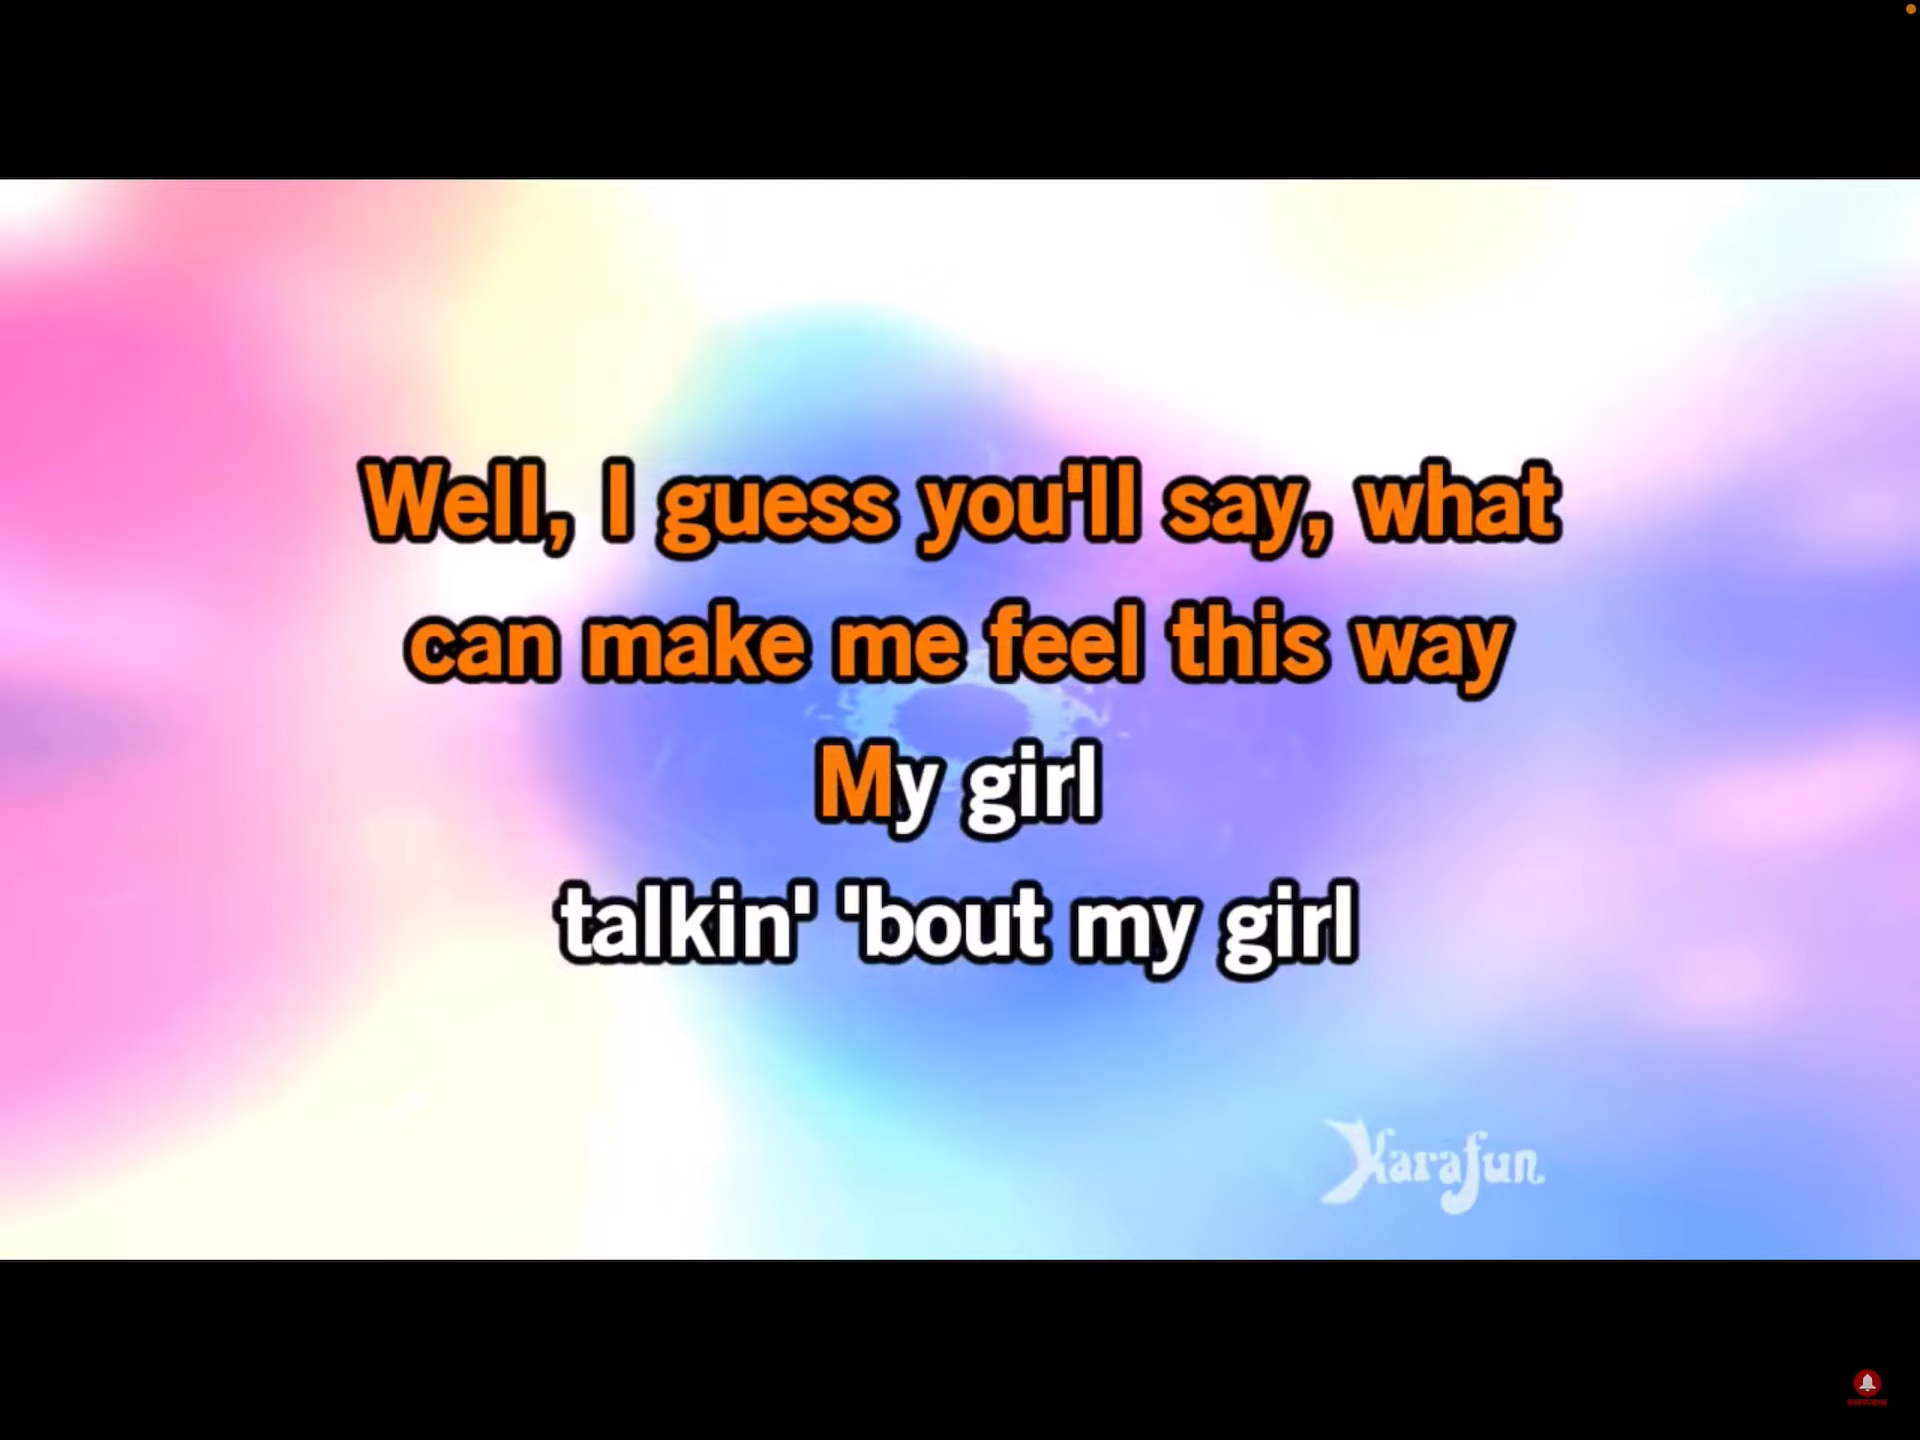 Well, I guess you'll say, what
can make me feel this way
My girl
talkin' 'bout my girl
Karafun